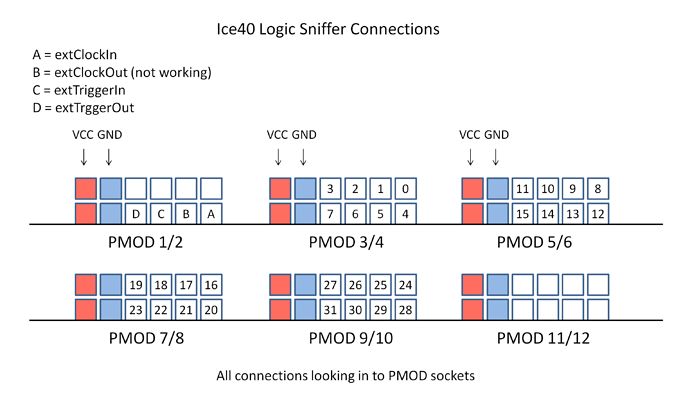 Ice40 Logic Sniffer Connections
A = extClockIn
B = extClockOut (not working)
C = extTriggerIn
D = extTrggerOut
VCC GND VCC GND VCC GND
3 2 1 0 11 10 9 8
D C B A 7 6 5 4 15 14 13 12
PMOD 1/2 PMOD 3/4 PMOD 5/6
19 18 17 16 27 26 25 24
23 22 21 20 31 30 29 28
PMOD 7/8 PMOD 9/10 PMOD 11/12
All connections looking in to PMOD sockets